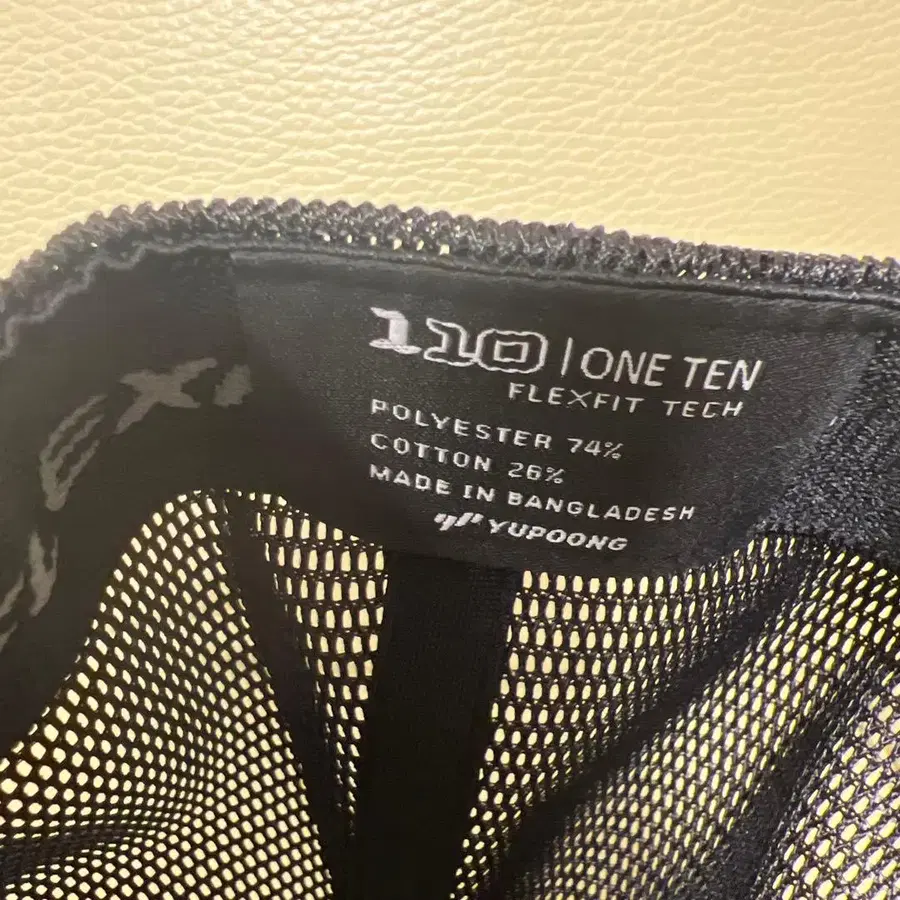 110 | ONE TEN
FLEXFIT TECH
POLYESTER 74%
COTTON 26%
MADE IN BANGLADESH
YUPOONG